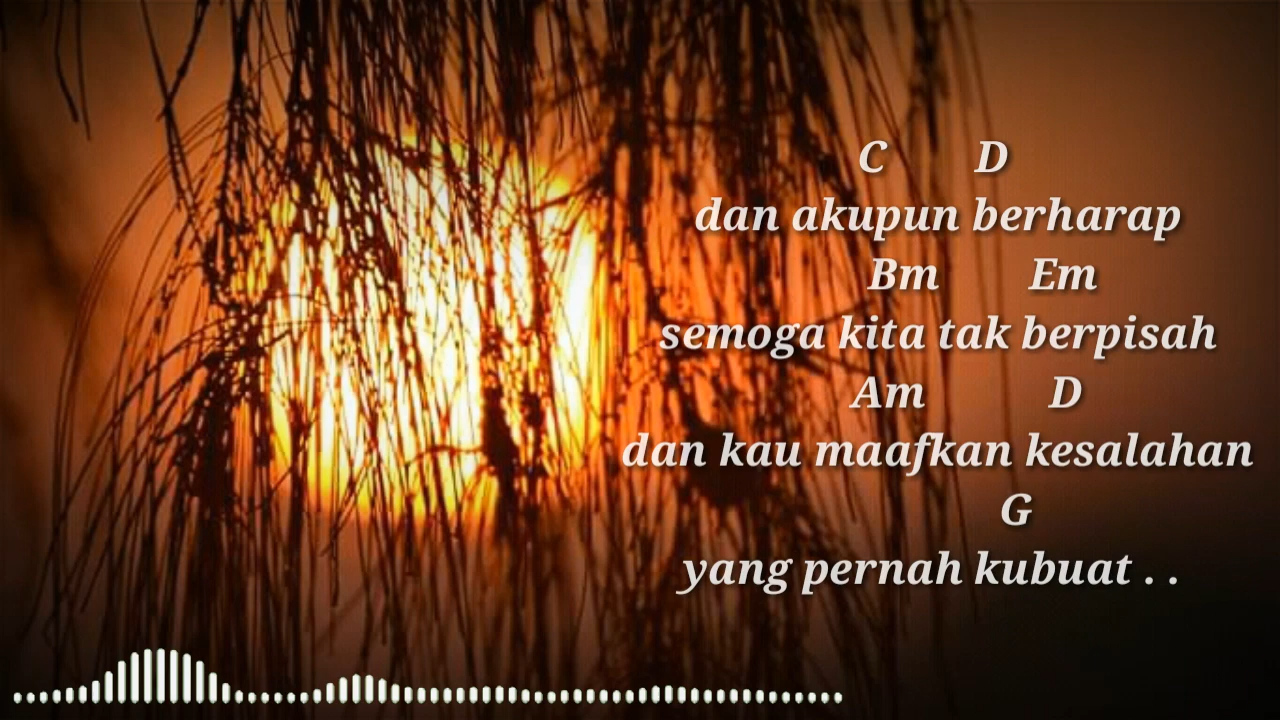 C D
dan akupun berharap
Bm Em
semoga kita tak berpisah
Am D
dan kau maafkan kesalahan
G
yang pernah kubuat . .